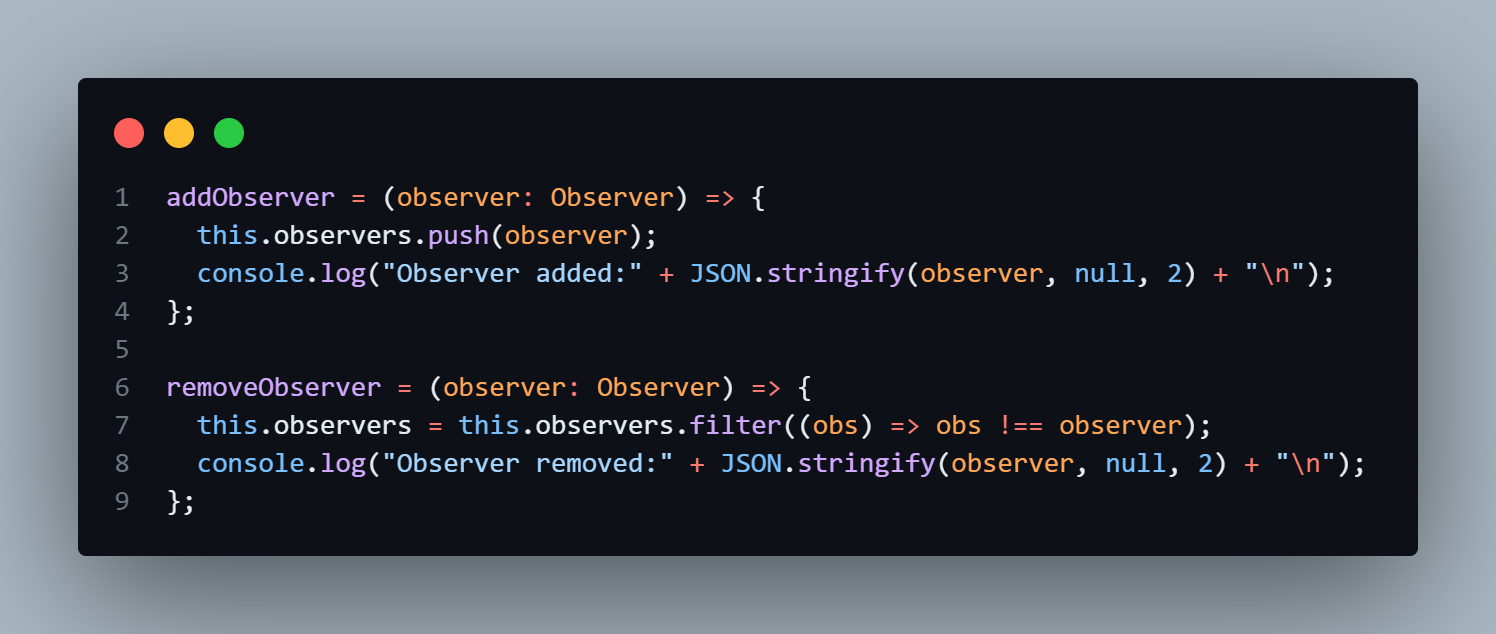 1 addObserver = (observer: Observer) => {
2   this.observers.push(observer);
3   console.log("Observer added:" + JSON.stringify(observer, null, 2) + "\n");
4 };
5
6 removeObserver = (observer: Observer) => {
7   this.observers = this.observers.filter((obs) => obs !== observer);
8   console.log("Observer removed:" + JSON.stringify(observer, null, 2) + "\n");
9 };